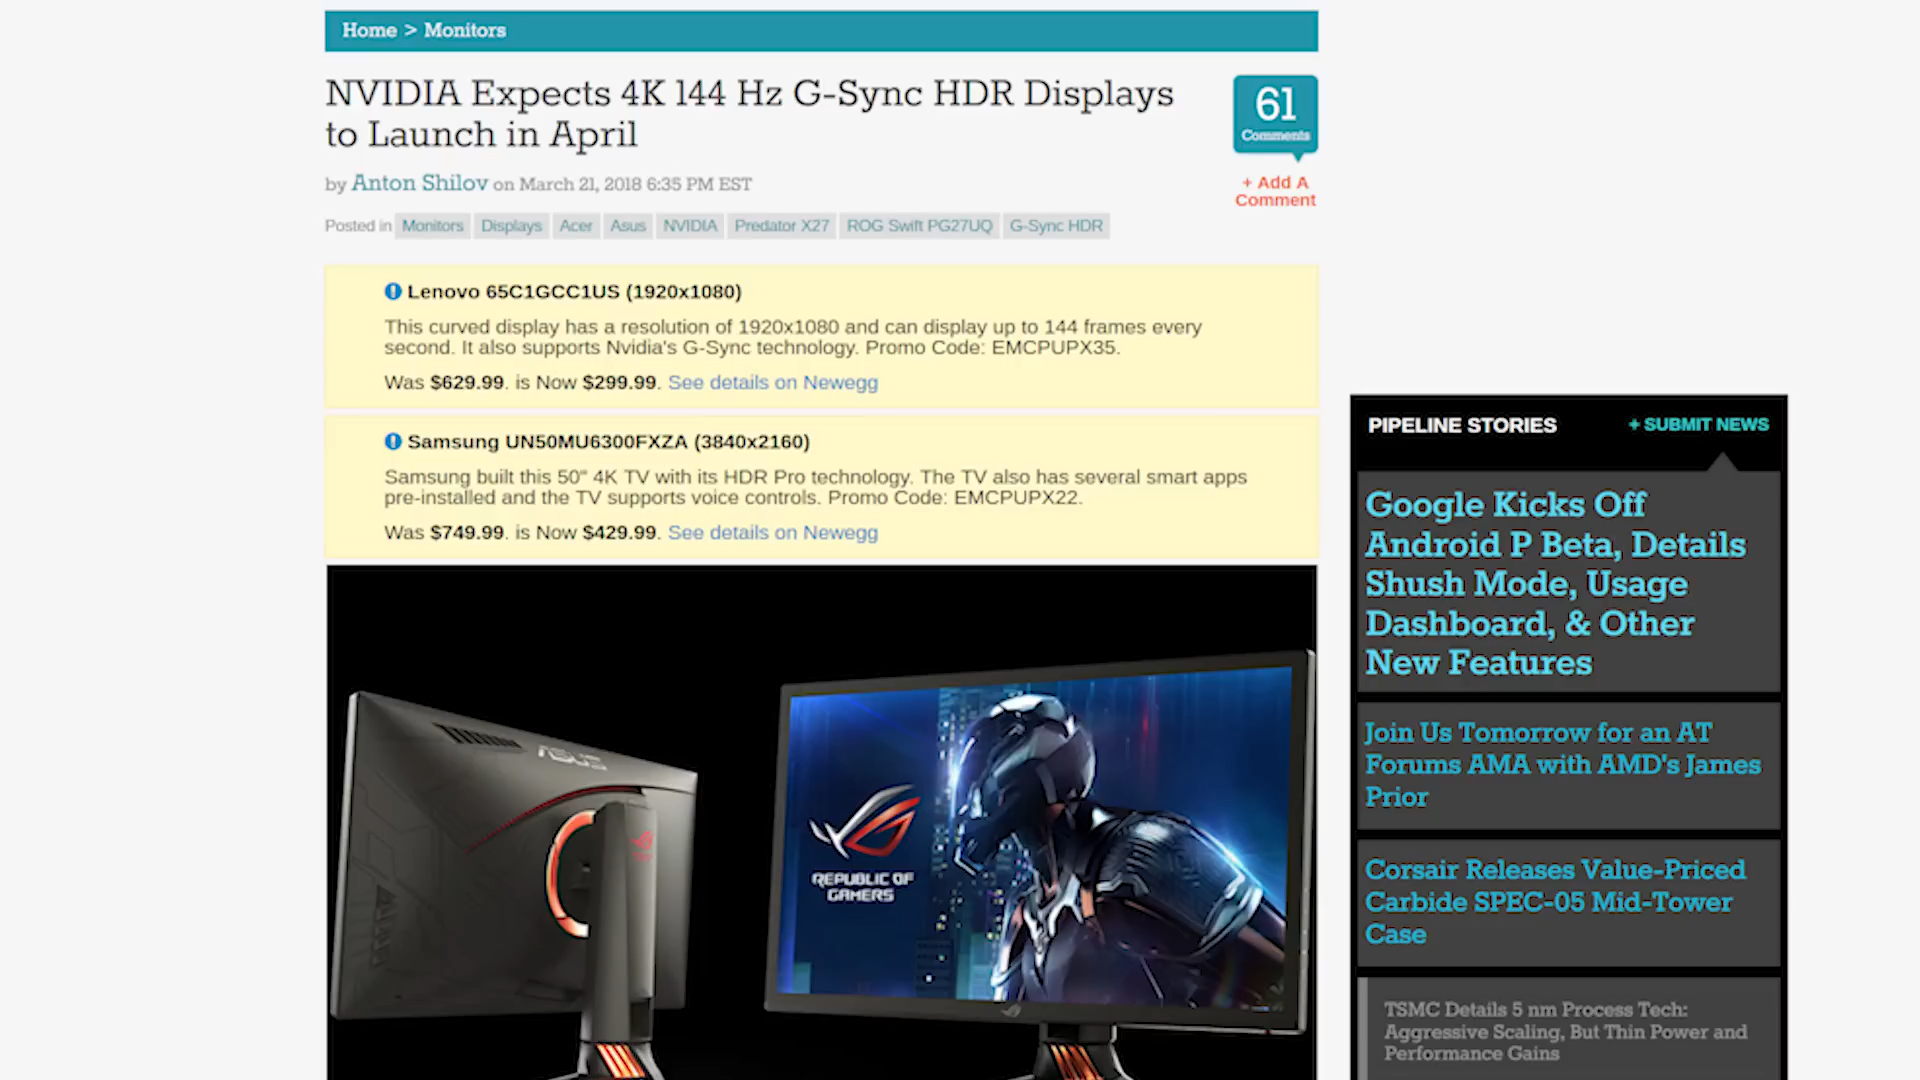 Home > Monitors
NVIDIA Expects 4K 144 Hz G-Sync HDR Displays
to Launch in April
by Anton Shilov on March 21, 2018 6:35 PM EST
61
Comments
+ Add A
Comment
Posted in Monitors Displays Acer Asus NVIDIA Predator X27 ROG Swift PG27UQ G-Sync HDR
Lenovo 65C1GCC1US (1920x1080)
This curved display has a resolution of 1920x1080 and can display up to 144 frames every
second. It also supports Nvidia's G-Sync technology. Promo Code: EMCPUPX35.
Was $629.99. is Now $299.99. See details on Newegg
Samsung UN50MU6300FXZA (3840x2160)
Samsung built this 50" 4K TV with its HDR Pro technology. The TV also has several smart apps
pre-installed and the TV supports voice controls. Promo Code: EMCPUPX22.
Was $749.99. is Now $429.99. See details on Newegg
ASUS
REPUBLIC OF
GAMERS
PIPELINE STORIES + SUBMIT NEWS
Google Kicks Off
Android P Beta, Details
Shush Mode, Usage
Dashboard, & Other
New Features
Join Us Tomorrow for an AT
Forums AMA with AMD's James
Prior
Corsair Releases Value-Priced
Carbide SPEC-05 Mid-Tower
Case
TSMC Details 5 nm Process Tech:
Aggressive Scaling, But Thin Power and
Performance Gains